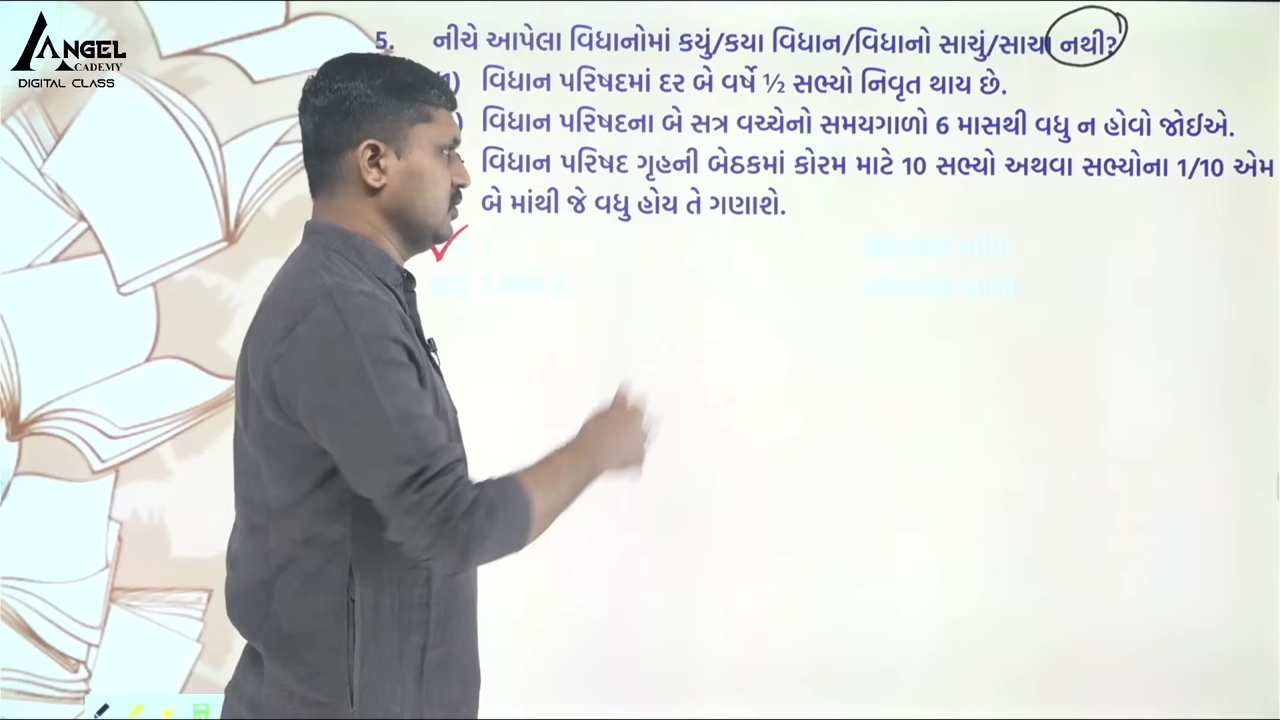 ANGEL
ACADEMY
DIGITAL CLASS
5. નીચે આપેલા વિધાનોમાં કયું/કયા વિધાન/વિધાનો સાચું/સાચા નથી?
1) વિધાન પરિષદમાં દર બે વર્ષે ½ સભ્યો નિવૃત થાય છે.
) વિધાન પરિષદના બે સત્ર વચ્ચેનો સમયગાળો 6 માસથી વધુ ન હોવો જોઈએ.
વિધાન પરિષદ ગૃહની બેઠકમાં કોરમ માટે 10 સભ્યો અથવા સભ્યોના 1/10 એમ
બે માંથી જે વધુ હોય તે ગણાશે.